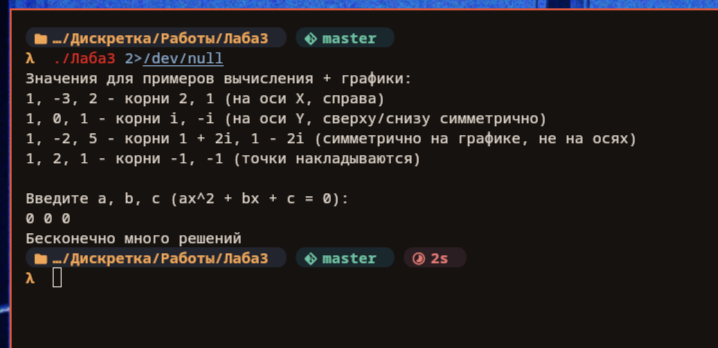 …/Дискретка/Работы/Лаба3 master
λ ./Лаба3 2>/dev/null
Значения для примеров вычисления + графики:
1, -3, 2 - корни 2, 1 (на оси X, справа)
1, 0, 1 - корни i, -i (на оси Y, сверху/снизу симметрично)
1, -2, 5 - корни 1 + 2i, 1 - 2i (симметрично на графике, не на осях)
1, 2, 1 - корни -1, -1 (точки накладываются)
Введите a, b, c (ax^2 + bx + c = 0):
0 0 0
Бесконечно много решений
…/Дискретка/Работы/Лаба3 master 2s
λ